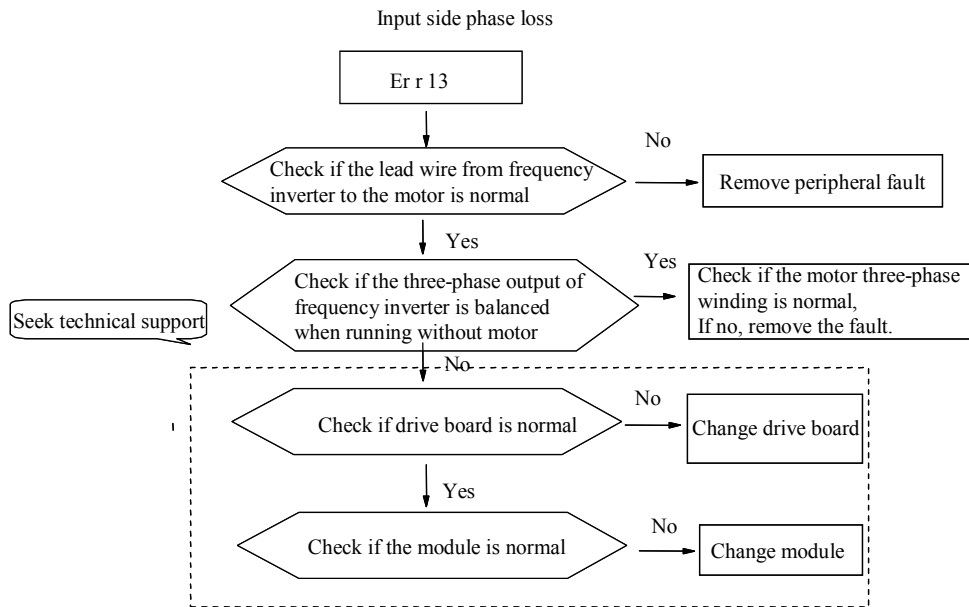 Input side phase loss
Er r 13
No
Check if the lead wire from frequency
inverter to the motor is normal
Remove peripheral fault
Yes
Check if the three-phase output of
frequency inverter is balanced
when running without motor
Yes
Check if the motor three-phase
winding is normal,
If no, remove the fault.
Seek technical support
No
Check if drive board is normal
No
Change drive board
Yes
Check if the module is normal
No
Change module